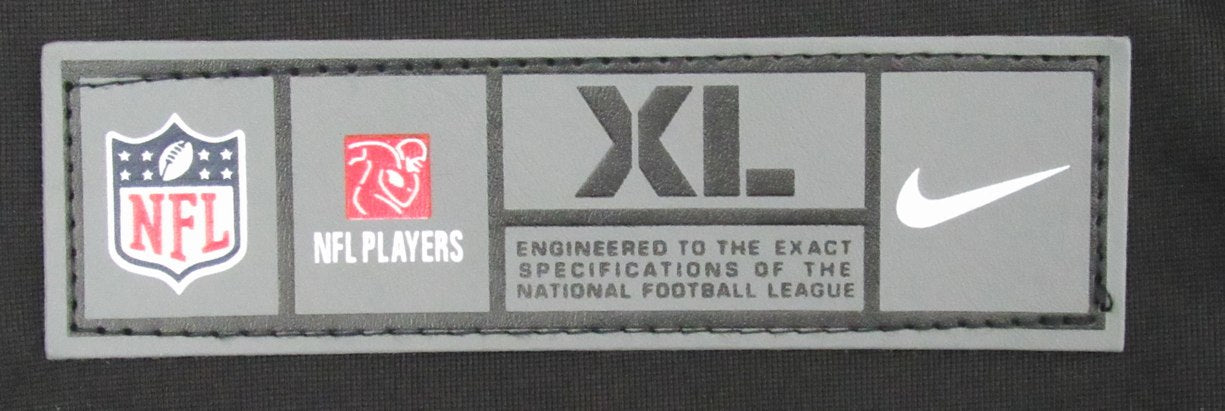 NFL
NFL PLAYERS
XL
ENGINEERED TO THE EXACT
SPECIFICATIONS OF THE
NATIONAL FOOTBALL LEAGUE